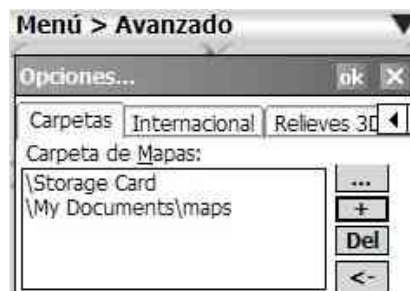 Menú > Avanzado
Opciones... ok
Carpetas Internacional Relieves 3D
Carpeta de Mapas:
\Storage Card ...
\My Documents\maps +
Del
<-